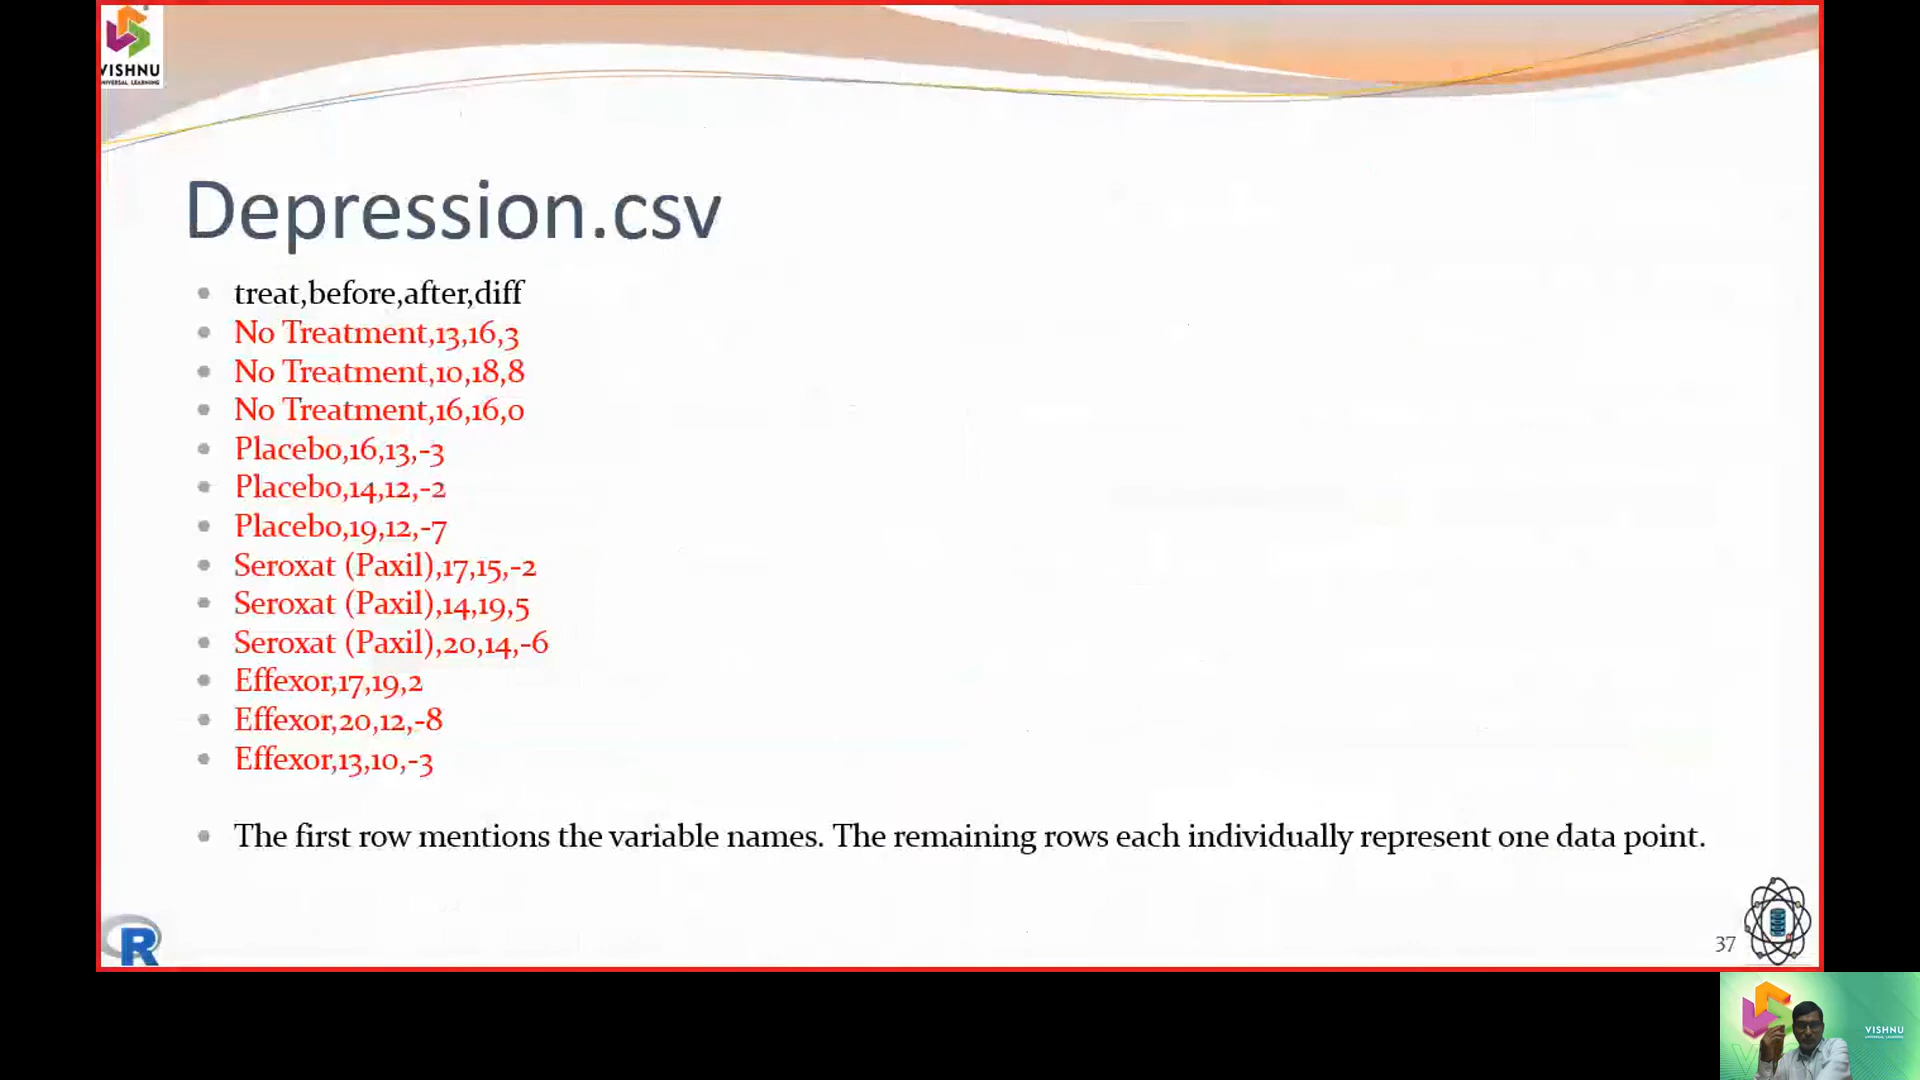 VISHNU
UNIVERSAL LEARNING
Depression.csv
treat,before,after,diff
No Treatment,13,16,3
No Treatment,10,18,8
No Treatment,16,16,0
Placebo,16,13,-3
Placebo,14,12,-2
Placebo,19,12,-7
Seroxat (Paxil),17,15,-2
Seroxat (Paxil),14,19,5
Seroxat (Paxil),20,14,-6
Effexor,17,19,2
Effexor,20,12,-8
Effexor,13,10,-3
The first row mentions the variable names. The remaining rows each individually represent one data point.
R
37
VISHNU
UNIVERSAL LEARNING